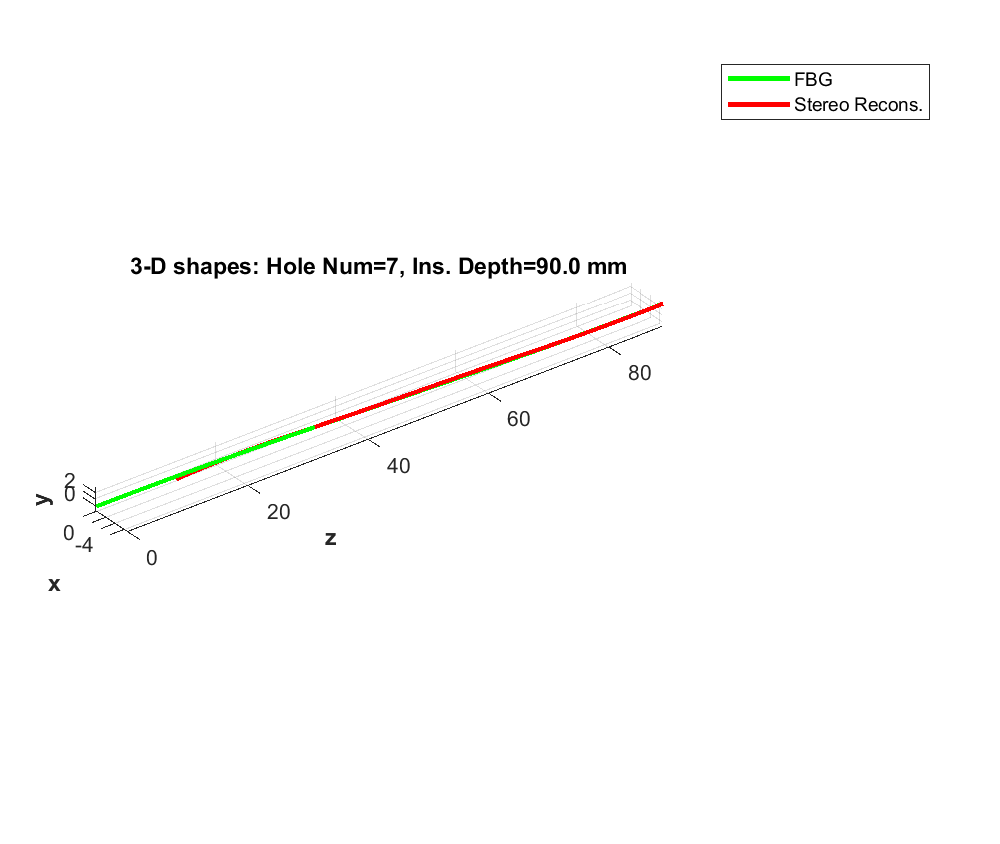 FBG
Stereo Recons.
3-D shapes: Hole Num=7, Ins. Depth=90.0 mm
80
60
40
20
0
z
2
0
y
0
-4
x